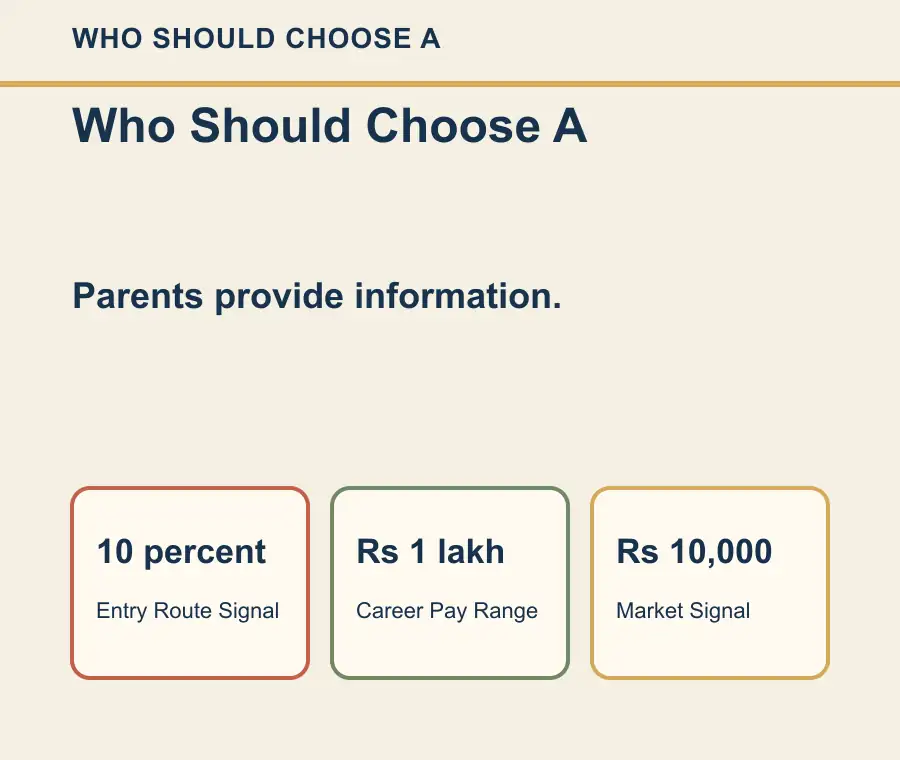 WHO SHOULD CHOOSE A
Who Should Choose A
Parents provide information.
10 percent
Entry Route Signal
Rs 1 lakh
Career Pay Range
Rs 10,000
Market Signal